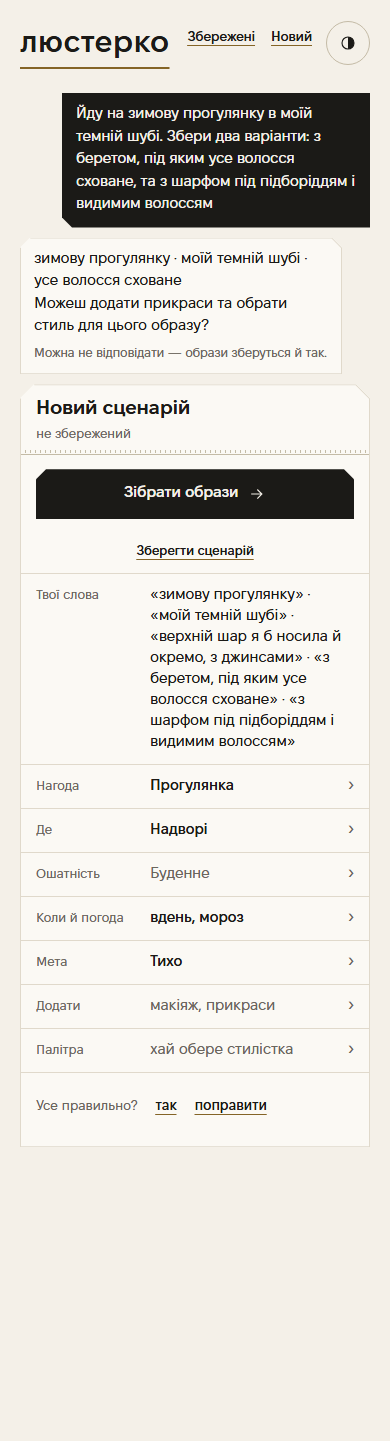 люстерко
Збережені
Новий
Йду на зимову прогулянку в моїй
темній шубі. Збери два варіанти: з
беретом, під яким усе волосся
сховане, та з шарфом під підборіддям і
видимим волоссям
зимову прогулянку · моїй темній шубі ·
усе волосся сховане
Можеш додати прикраси та обрати
стиль для цього образу?
Можна не відповідати — образи зберуться й так.
Новий сценарій
не збережений
Зібрати образи →
Зберегти сценарій
Твої слова
«зимову прогулянку» ·
«моїй темній шубі» ·
«верхній шар я б носила й
окремо, з джинсами» · «з
беретом, під яким усе
волосся сховане» · «з
шарфом під підборіддям і
видимим волоссям»
Нагода Прогулянка ›
Де Надворі ›
Ошатність Буденне ›
Коли й погода вдень, мороз ›
Мета Тихо ›
Додати макіяж, прикраси ›
Палітра хай обере стилістка ›
Усе правильно? так поправити